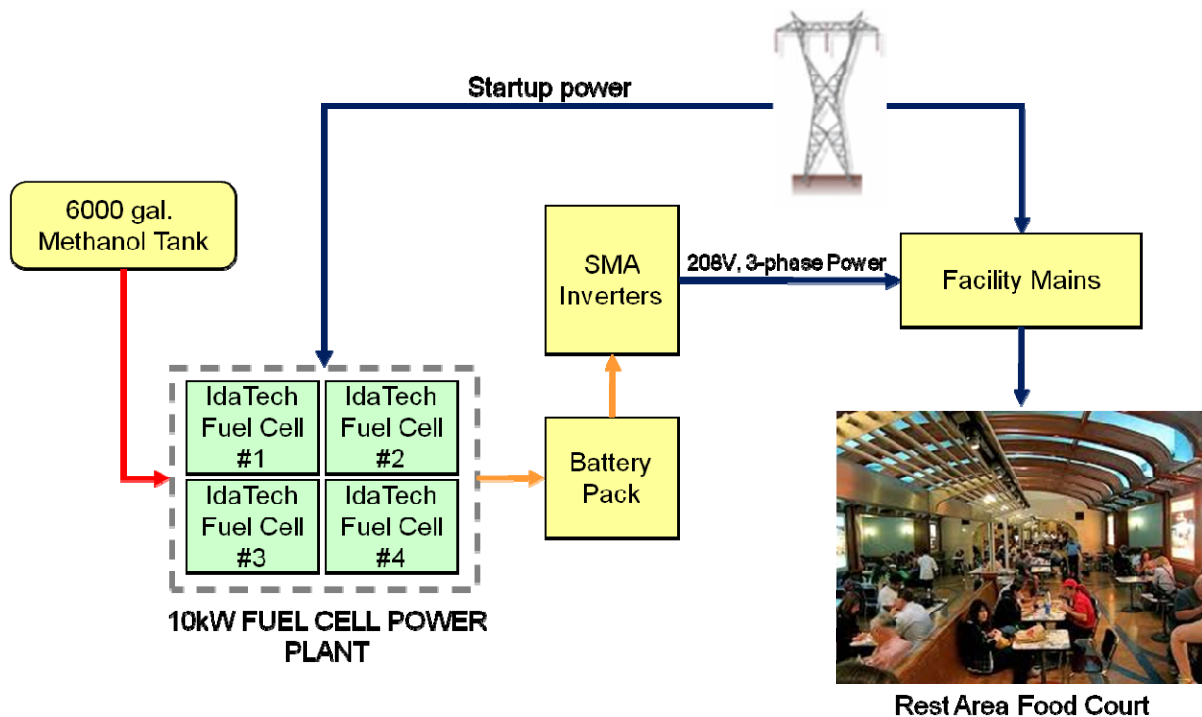 Startup power
6000 gal.
Methanol Tank
SMA
Inverters
208V, 3-phase Power
Facility Mains
IdaTech
Fuel Cell
#1
IdaTech
Fuel Cell
#2
IdaTech
Fuel Cell
#3
IdaTech
Fuel Cell
#4
Battery
Pack
10kW FUEL CELL POWER
PLANT
Rest Area Food Court